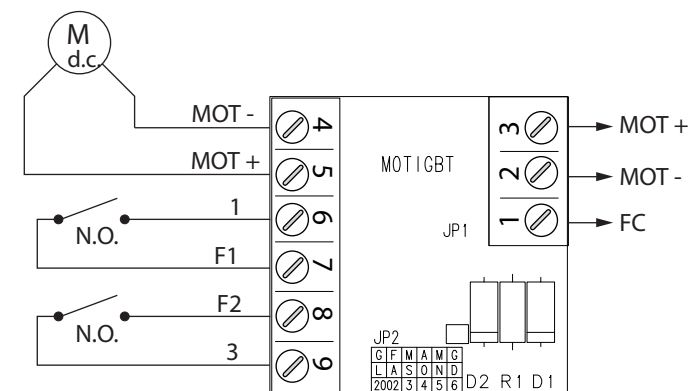 M
d.c.
MOT -
MOT +
1
N.O.
F1
F2
N.O.
3
4
5
6
7
8
9
MOTIGBT
JP1
3
2
1
MOT +
MOT -
FC
JP2
G F M A M G
L A S O N D
2002 3 4 5 6
D2 R1 D1